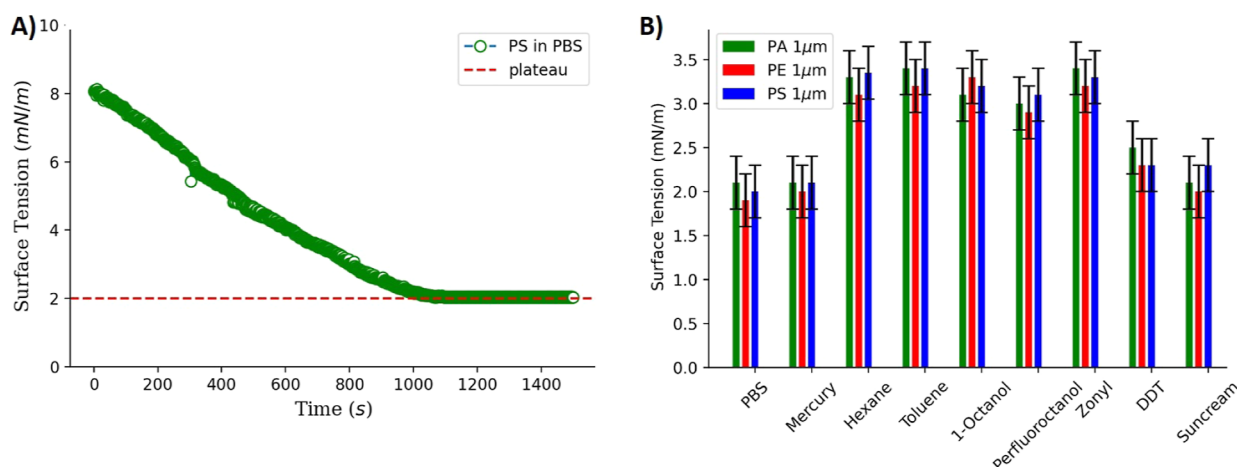 A)
10
8
6
4
2
0
Surface Tension (mN/m)
PS in PBS
plateau
0 200 400 600 800 1000 1200 1400
Time (s)
B)
3.5
3.0
2.5
2.0
1.5
1.0
0.5
0.0
Surface Tension (mN/m)
PA 1μm
PE 1μm
PS 1μm
PBS
Mercury
Hexane
Toluene
1-Octanol
Perfluoroctanol
Zonyl
DDT
Suncream